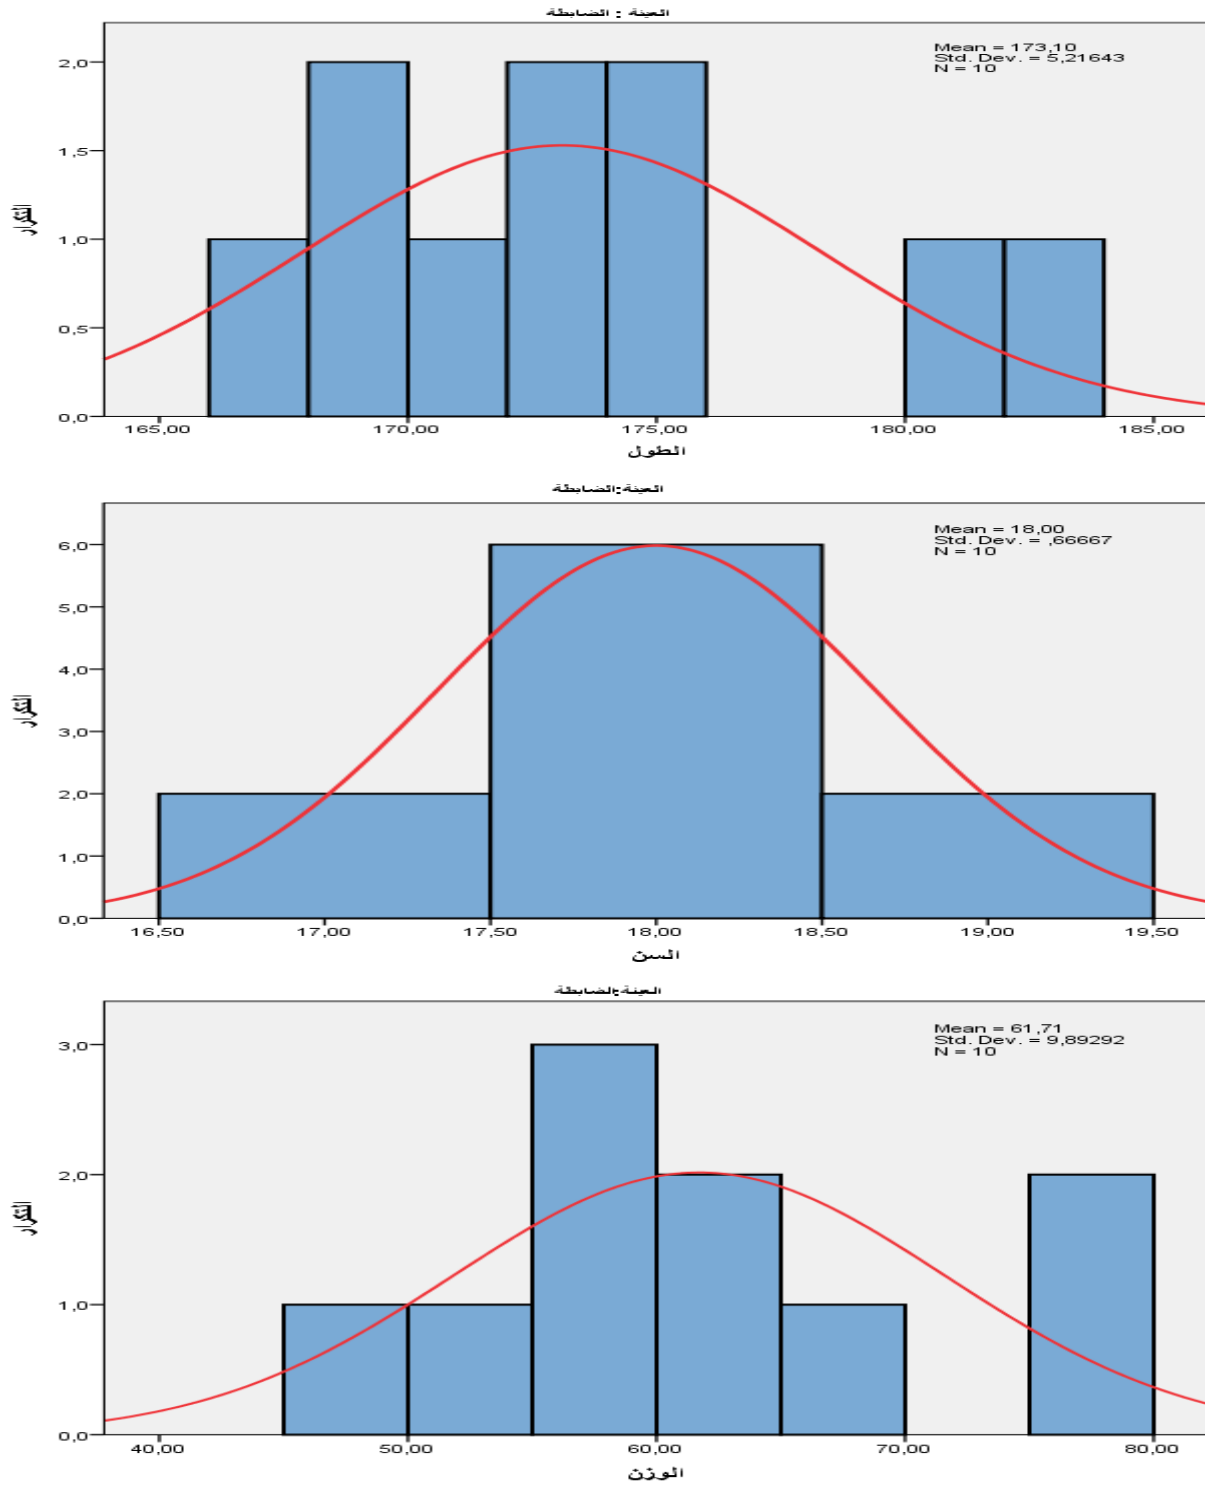 العينة : الضابطة
Mean = 173,10
Std. Dev. = 5,21643
N = 10
2,0
1,5
1,0
0,5
0,0
التكرار
165,00 170,00 175,00 180,00 185,00
الطول
العينة:الضابطة
Mean = 18,00
Std. Dev. = ,66667
N = 10
6,0
5,0
4,0
3,0
2,0
1,0
0,0
التكرار
16,50 17,00 17,50 18,00 18,50 19,00 19,50
السن
العينة:الضابطة
Mean = 61,71
Std. Dev. = 9,89292
N = 10
3,0
2,0
1,0
0,0
التكرار
40,00 50,00 60,00 70,00 80,00
الوزن